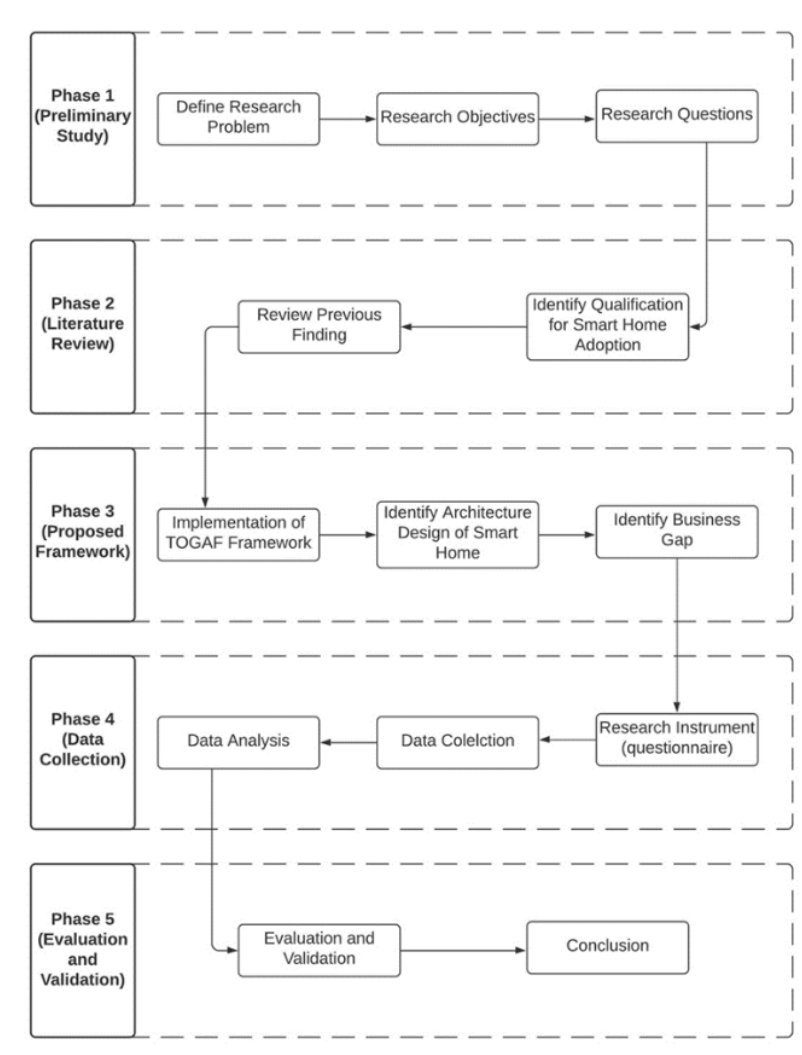 Phase 1
(Preliminary
Study)
Define Research
Problem
Research Objectives
Research Questions
Phase 2
(Literature
Review)
Review Previous
Finding
Identify Qualification
for Smart Home
Adoption
Phase 3
(Proposed
Framework)
Implementation of
TOGAF Framework
Identify Architecture
Design of Smart
Home
Identify Business
Gap
Phase 4
(Data
Collection)
Data Analysis
Data Colelction
Research Instrument
(questionnaire)
Phase 5
(Evaluation
and
Validation)
Evaluation and
Validation
Conclusion